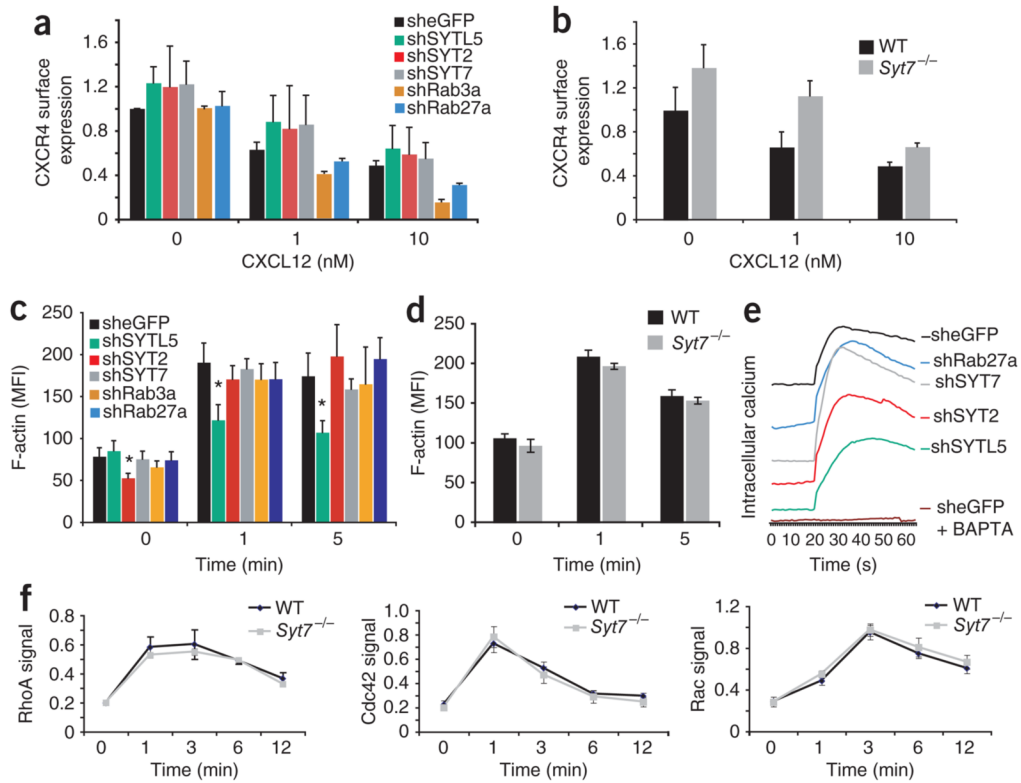 a
sheGFP
shSYTL5
shSYT2
shSYT7
shRab3a
shRab27a
CXCR4 surface
expression
1.6
1.2
0.8
0.4
0
0 1 10
CXCL12 (nM)
b
WT
Syt7−/−
CXCR4 surface
expression
1.6
1.2
0.8
0.4
0
0 1 10
CXCL12 (nM)
c
sheGFP
shSYTL5
shSYT2
shSYT7
shRab3a
shRab27a
F-actin (MFI)
250
200
150
100
50
0
*
*
*
0 1 5
Time (min)
d
WT
Syt7−/−
F-actin (MFI)
250
200
150
100
50
0
0 1 5
Time (min)
e
Intracellular calcium
sheGFP
shRab27a
shSYT7
shSYT2
shSYTL5
sheGFP
+ BAPTA
0 10 20 30 40 50 60
Time (s)
f
WT
Syt7−/−
RhoA signal
0.8
0.6
0.4
0.2
0
0 1 3 6 12
Time (min)
WT
Syt7−/−
Cdc42 signal
1.0
0.8
0.6
0.4
0.2
0
0 1 3 6 12
Time (min)
WT
Syt7−/−
Rac signal
1.2
0.8
0.4
0
0 1 3 6 12
Time (min)